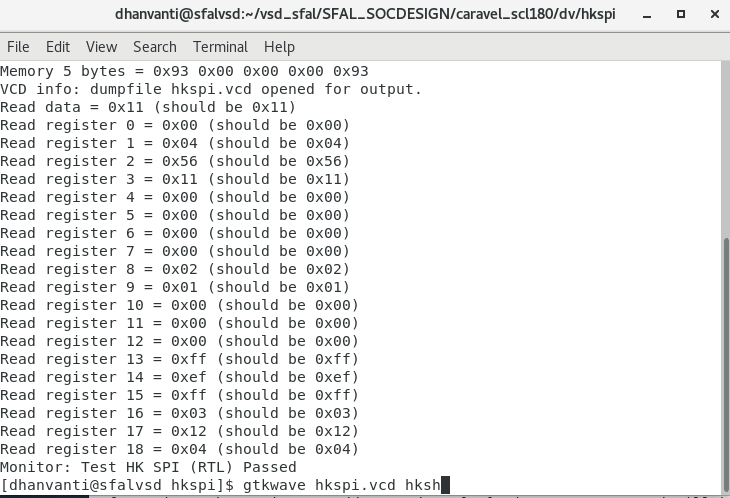 dhanvanti@sfalvsd:~/vsd_sfal/SFAL_SOCDESIGN/caravel_scl180/dv/hkspi
File Edit View Search Terminal Help
Memory 5 bytes = 0x93 0x00 0x00 0x00 0x93
VCD info: dumpfile hkspi.vcd opened for output.
Read data = 0x11 (should be 0x11)
Read register 0 = 0x00 (should be 0x00)
Read register 1 = 0x04 (should be 0x04)
Read register 2 = 0x56 (should be 0x56)
Read register 3 = 0x11 (should be 0x11)
Read register 4 = 0x00 (should be 0x00)
Read register 5 = 0x00 (should be 0x00)
Read register 6 = 0x00 (should be 0x00)
Read register 7 = 0x00 (should be 0x00)
Read register 8 = 0x02 (should be 0x02)
Read register 9 = 0x01 (should be 0x01)
Read register 10 = 0x00 (should be 0x00)
Read register 11 = 0x00 (should be 0x00)
Read register 12 = 0x00 (should be 0x00)
Read register 13 = 0xff (should be 0xff)
Read register 14 = 0xef (should be 0xef)
Read register 15 = 0xff (should be 0xff)
Read register 16 = 0x03 (should be 0x03)
Read register 17 = 0x12 (should be 0x12)
Read register 18 = 0x04 (should be 0x04)
Monitor: Test HK SPI (RTL) Passed
[dhanvanti@sfalvsd hkspi]$ gtkwave hkspi.vcd hksh